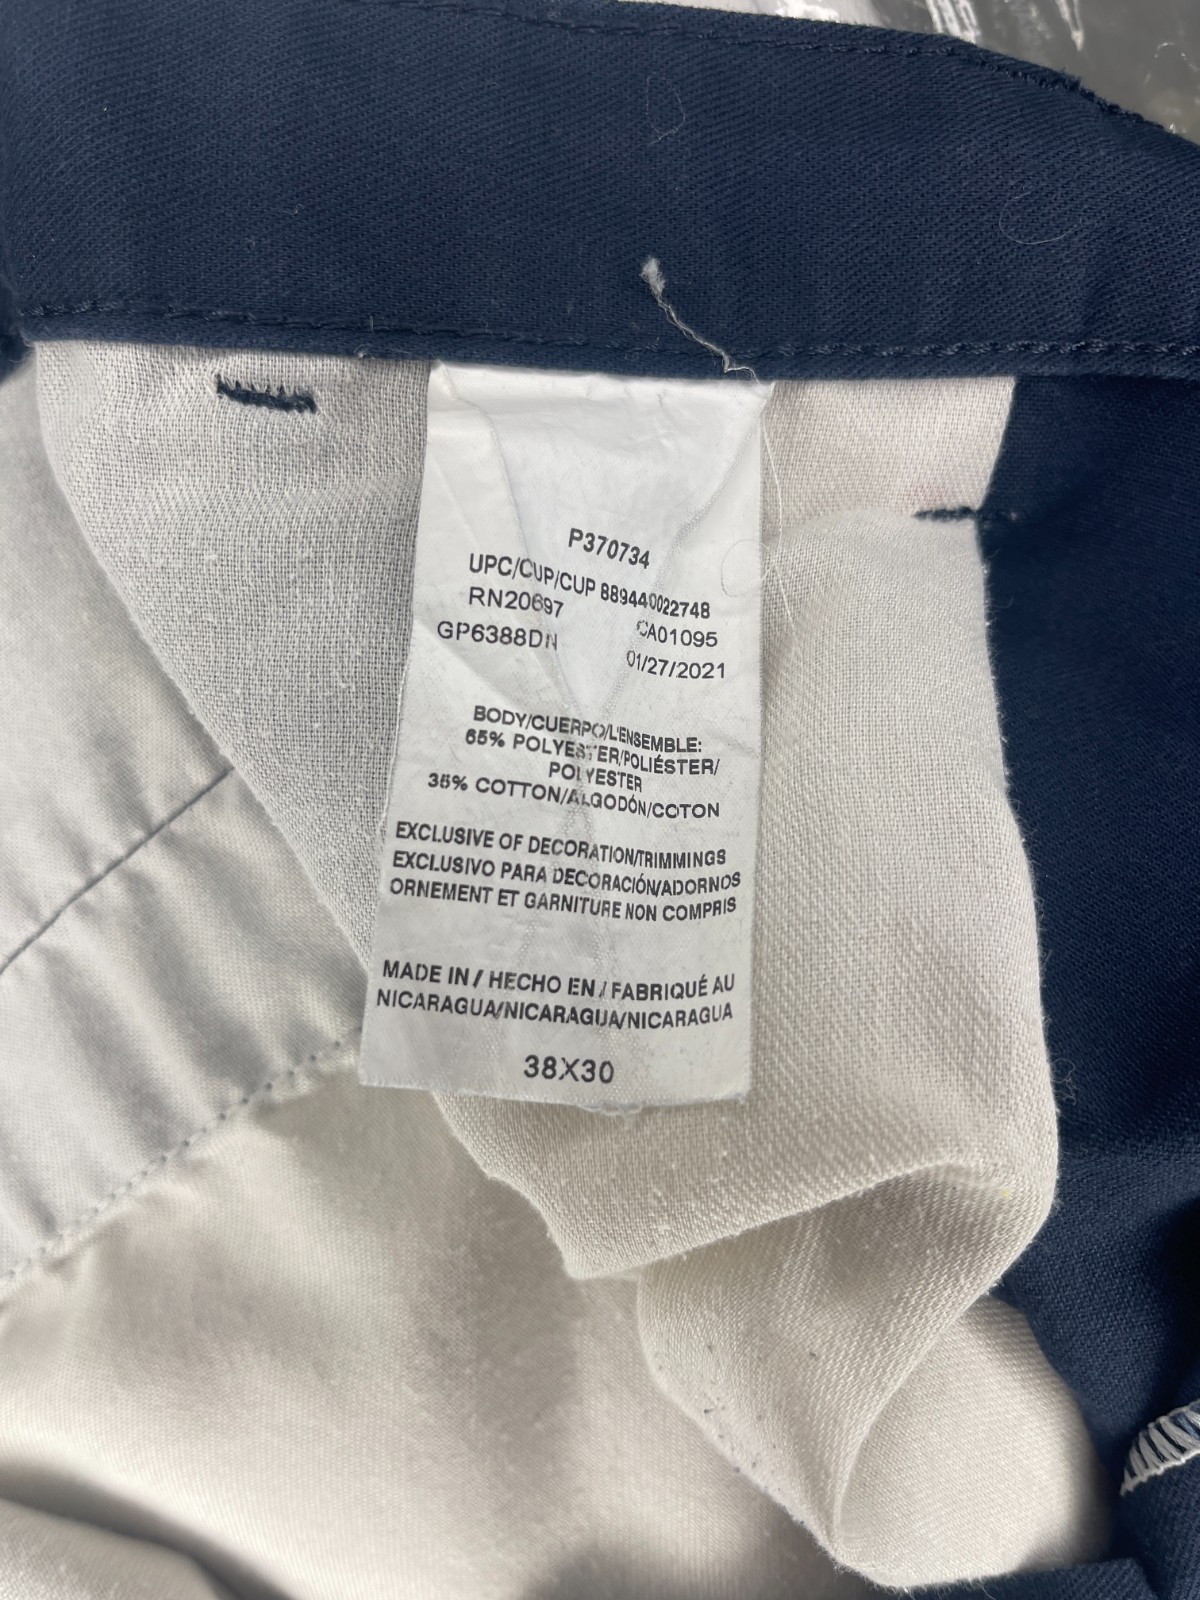 P370734
UPC/CUP/CUP 889440022748
RN20697 CA01095
GP6388DN 01/27/2021
BODY/CUERPO/L'ENSEMBLE:
65% POLYESTER/POLIÉSTER/
POLYESTER
35% COTTON/ALGODÓN/COTON
EXCLUSIVE OF DECORATION/TRIMMINGS
EXCLUSIVO PARA DECORACIÓN/ADORNOS
ORNEMENT ET GARNITURE NON COMPRIS
MADE IN / HECHO EN / FABRIQUÉ AU
NICARAGUA/NICARAGUA/NICARAGUA
38X30